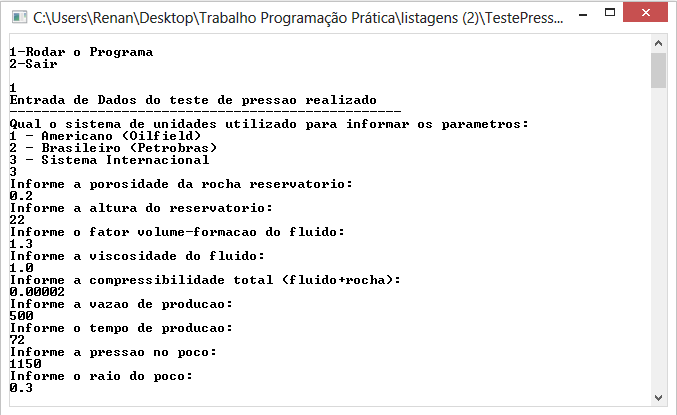 C:\Users\Renan\Desktop\Trabalho Programação Prática\listagens (2)\TestePress...
1-Rodar o Programa
2-Sair
1
Entrada de Dados do teste de pressao realizado
-------------------------------------------------
Qual o sistema de unidades utilizado para informar os parametros:
1 - Americano (Oilfield)
2 - Brasileiro (Petrobras)
3 - Sistema Internacional
3
Informe a porosidade da rocha reservatorio:
0.2
Informe a altura do reservatorio:
22
Informe o fator volume-formacao do fluido:
1.3
Informe a viscosidade do fluido:
1.0
Informe a compressibilidade total (fluido+rocha):
0.00002
Informe a vazao de producao:
500
Informe o tempo de producao:
72
Informe a pressao no poco:
1150
Informe o raio do poco:
0.3